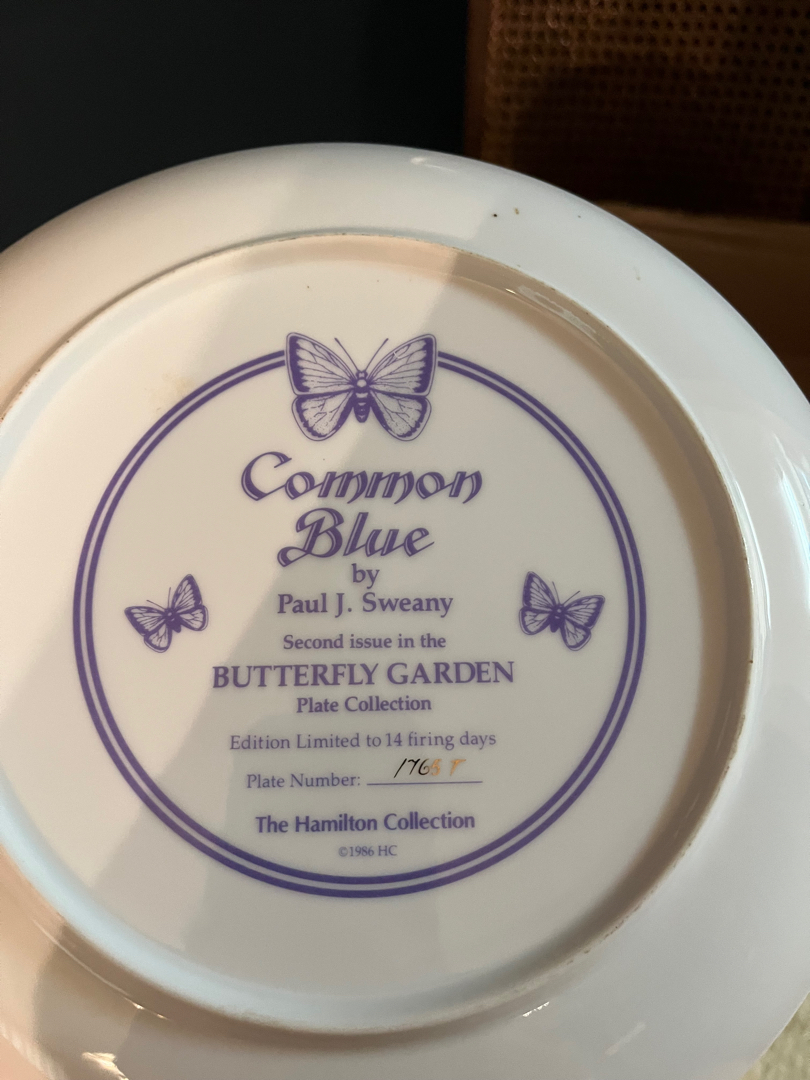 Common
Blue
by
Paul J. Sweany
Second issue in the
BUTTERFLY GARDEN
Plate Collection
Edition Limited to 14 firing days
Plate Number:
The Hamilton Collection
©1986 HC